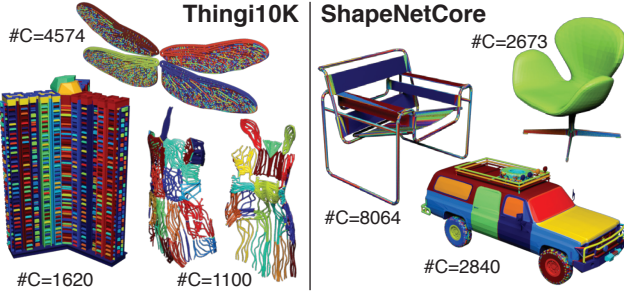 Thingi10K
ShapeNetCore
#C=4574
#C=2673
#C=8064
#C=1620
#C=1100
#C=2840